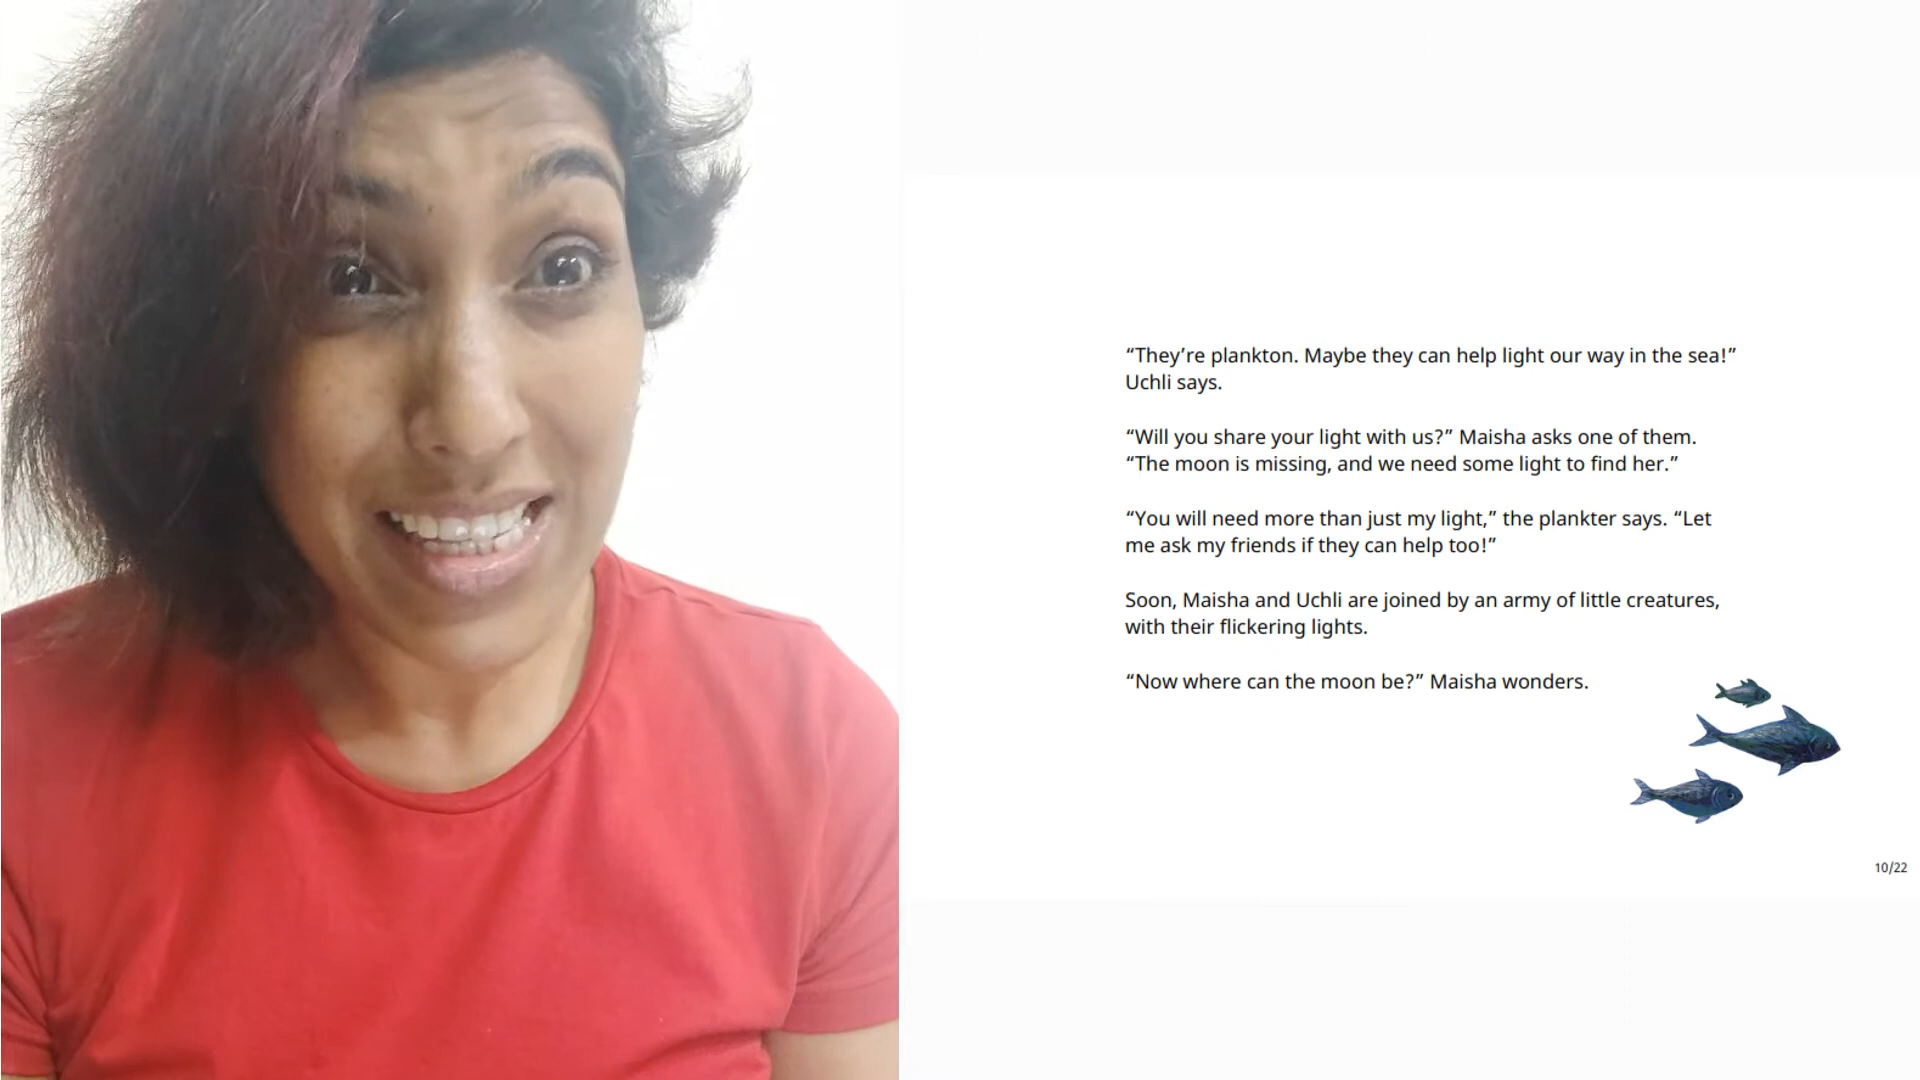 “They’re plankton. Maybe they can help light our way in the sea!”
Uchli says.
“Will you share your light with us?” Maisha asks one of them.
“The moon is missing, and we need some light to find her.”
“You will need more than just my light,” the plankter says. “Let
me ask my friends if they can help too!”
Soon, Maisha and Uchli are joined by an army of little creatures,
with their flickering lights.
“Now where can the moon be?” Maisha wonders.
10/22